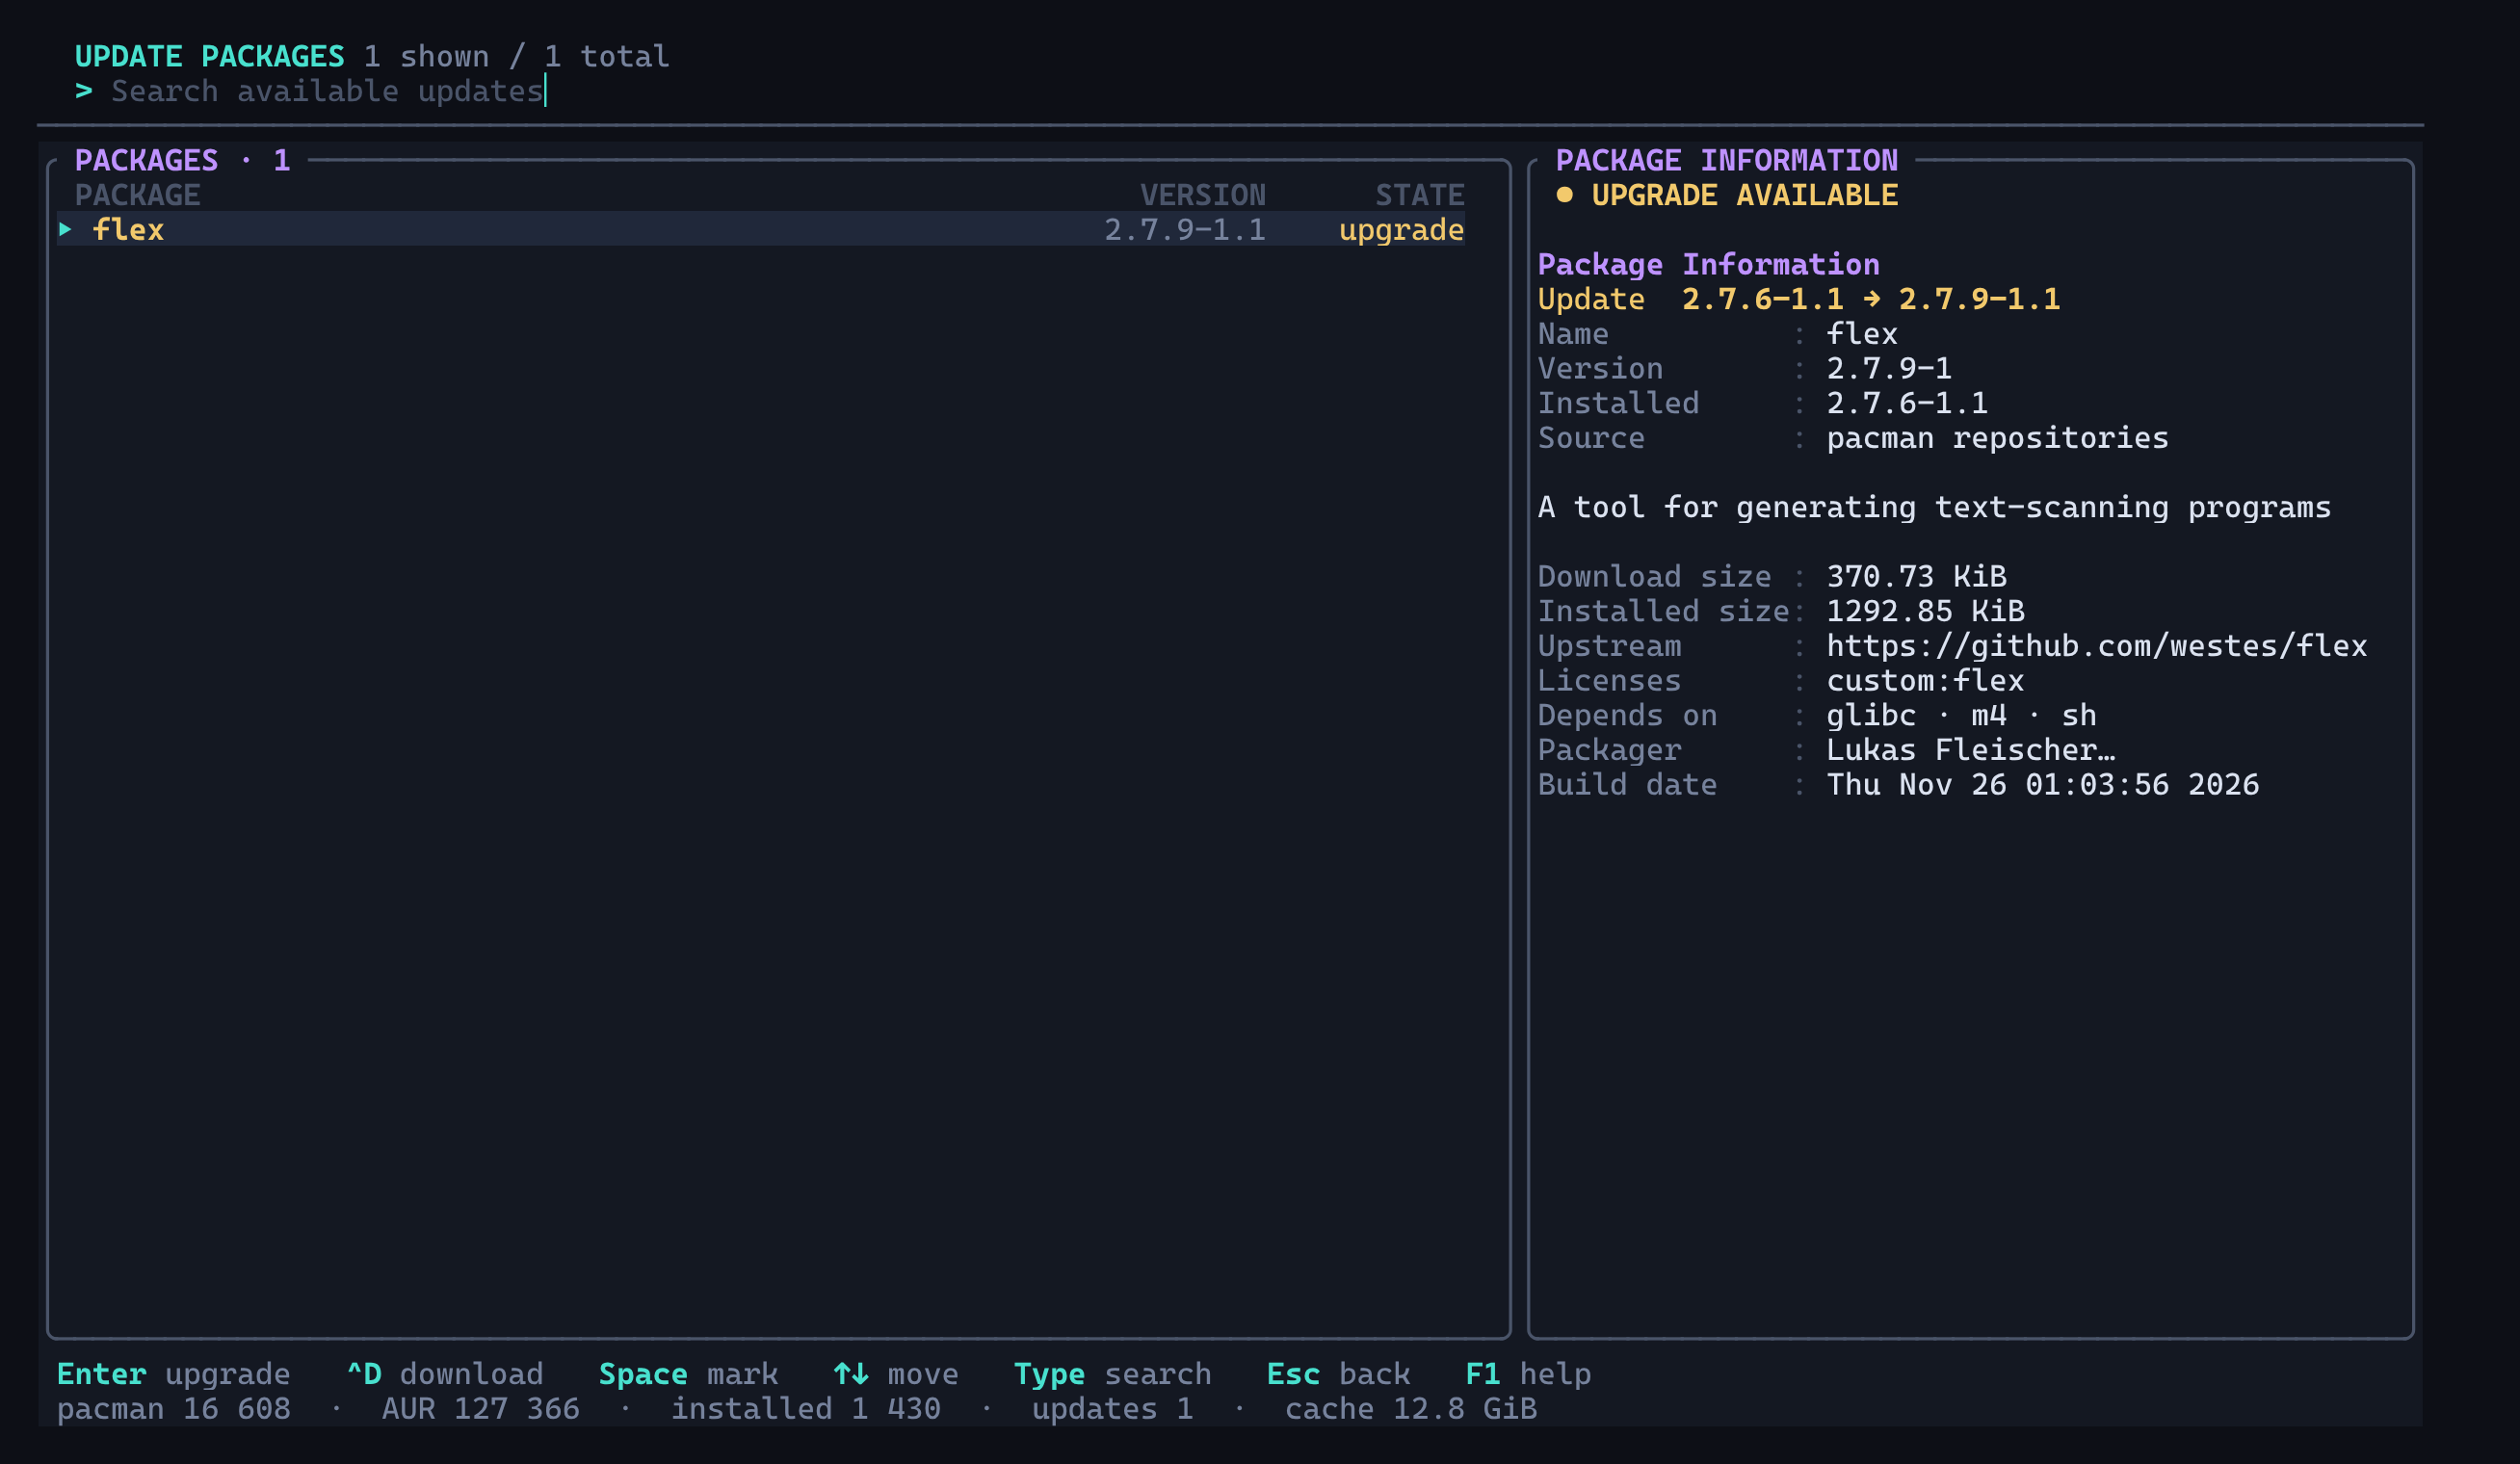 UPDATE PACKAGES 1 shown / 1 total
> Search available updates
PACKAGES · 1
PACKAGE VERSION STATE
▶ flex 2.7.9-1.1 upgrade
PACKAGE INFORMATION
● UPGRADE AVAILABLE
Package Information
Update 2.7.6-1.1 → 2.7.9-1.1
Name : flex
Version : 2.7.9-1
Installed : 2.7.6-1.1
Source : pacman repositories
A tool for generating text-scanning programs
Download size : 370.73 KiB
Installed size: 1292.85 KiB
Upstream : https://github.com/westes/flex
Licenses : custom:flex
Depends on : glibc · m4 · sh
Packager : Lukas Fleischer…
Build date : Thu Nov 26 01:03:56 2026
Enter upgrade ^D download Space mark ↑↓ move Type search Esc back F1 help
pacman 16 608 · AUR 127 366 · installed 1 430 · updates 1 · cache 12.8 GiB